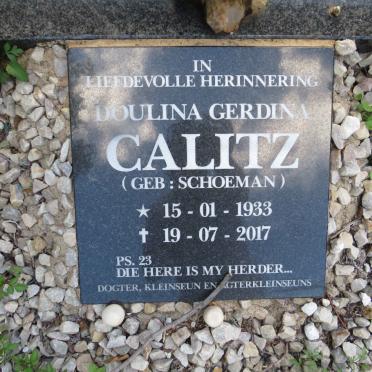 IN
LIEFDEVOLLE HERINNERING
DOULINA GERDINA
CALITZ
( GEB : SCHOEMAN )
★ 15 - 01 - 1933
✝ 19 - 07 - 2017
PS. 23
DIE HERE IS MY HERDER...
DOGTER, KLEINSEUN EN AGTERKLEINSEUNS